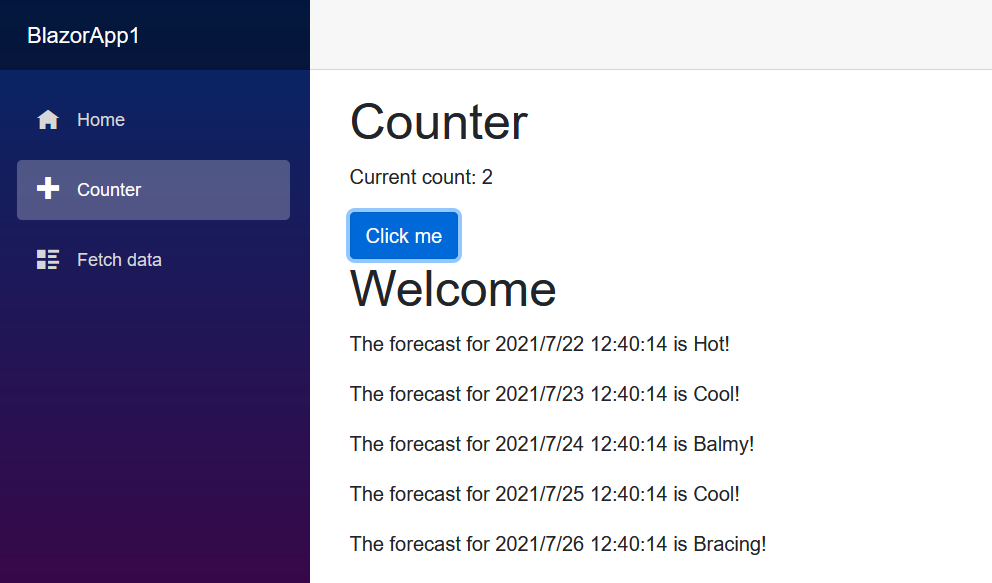 BlazorApp1
Home
Counter
Fetch data
Counter
Current count: 2
Click me
Welcome
The forecast for 2021/7/22 12:40:14 is Hot!
The forecast for 2021/7/23 12:40:14 is Cool!
The forecast for 2021/7/24 12:40:14 is Balmy!
The forecast for 2021/7/25 12:40:14 is Cool!
The forecast for 2021/7/26 12:40:14 is Bracing!